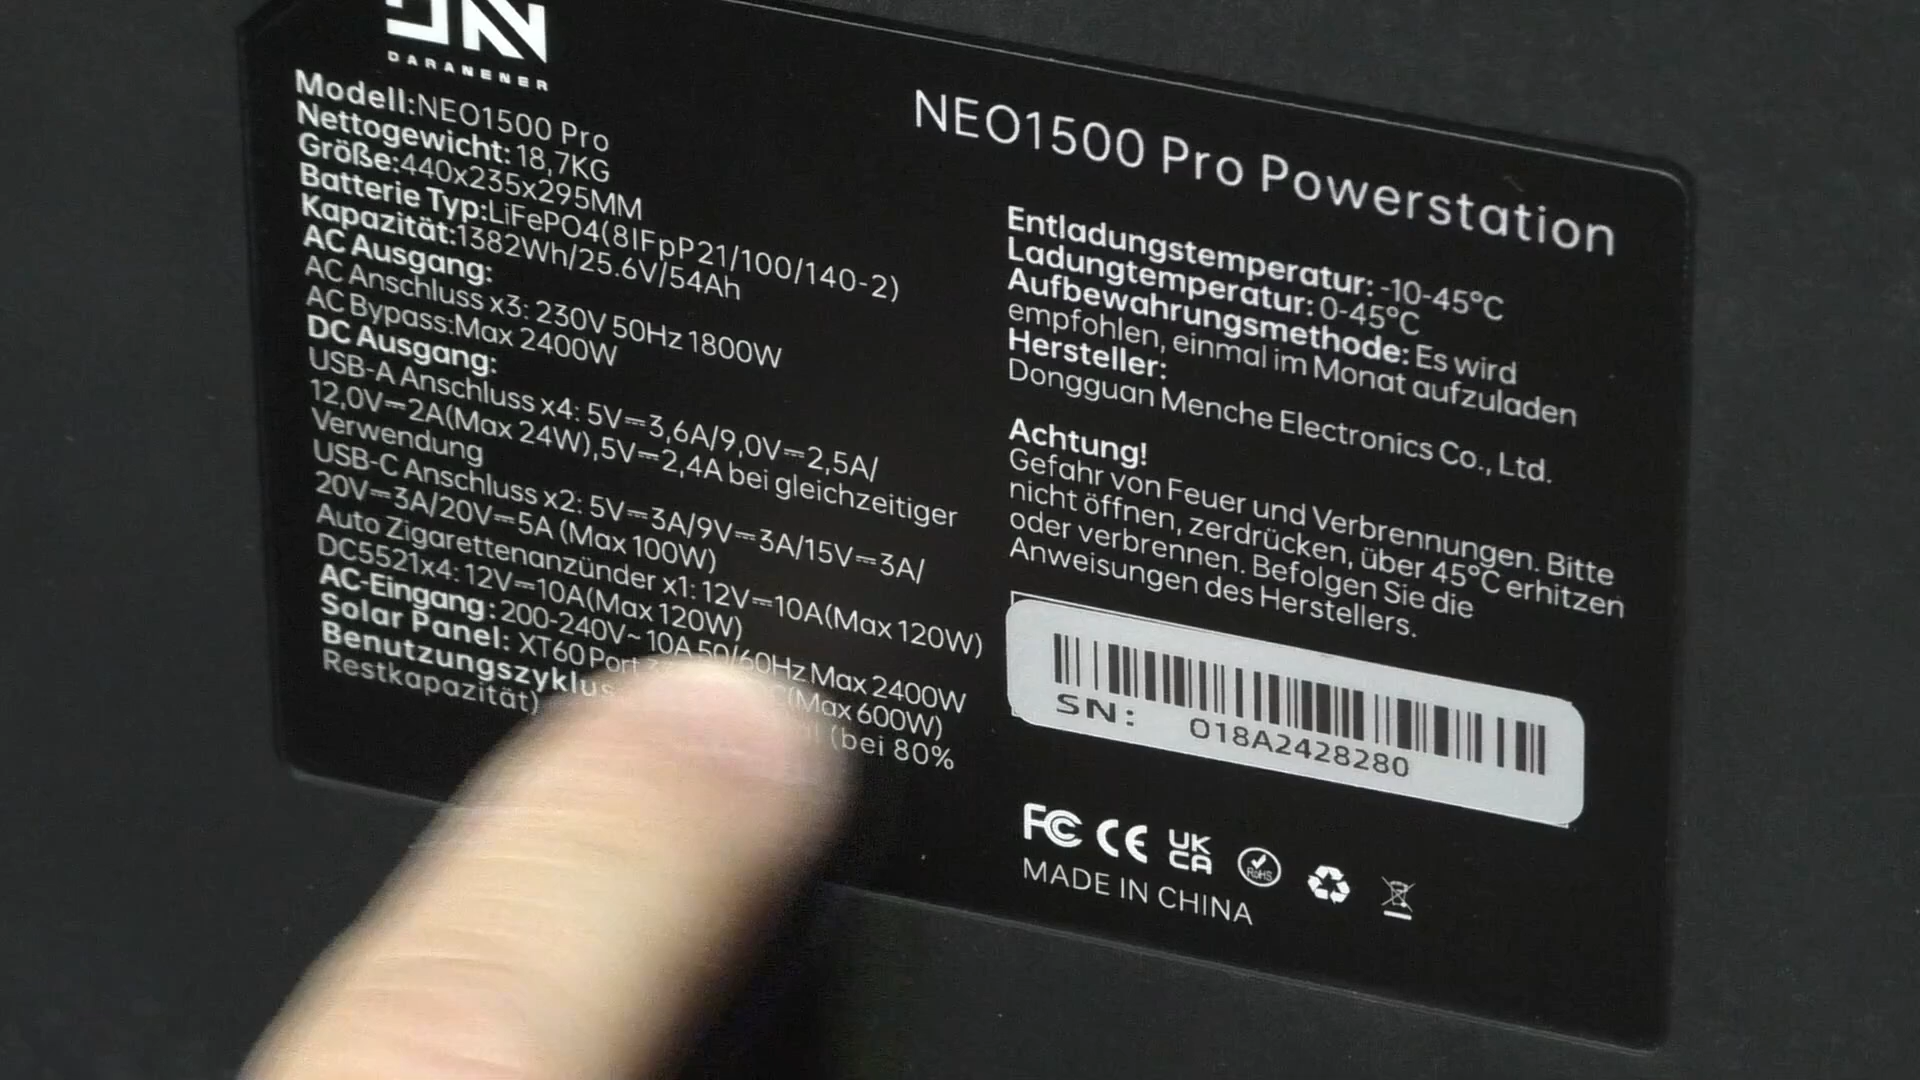 DARANENER
Modell:NEO1500 Pro
Nettogewicht:18,7KG
Größe:440x235x295MM
Batterie Typ:LiFePO4(8IFpP21/100/140-2)
Kapazität:1382Wh/25.6V/54Ah
AC Ausgang:
AC Anschluss x3: 230V 50Hz 1800W
AC Bypass:Max 2400W
DC Ausgang:
USB-A Anschluss x4: 5V⎓3,6A/9,0V⎓2,5A/
12,0V⎓2A(Max 24W),5V⎓2,4A bei gleichzeitiger
Verwendung
USB-C Anschluss x2: 5V⎓3A/9V⎓3A/15V⎓3A/
20V⎓3A/20V⎓5A (Max 100W)
Auto Zigarettenanzünder x1: 12V⎓10A(Max 120W)
DC5521x4: 12V⎓10A(Max 120W)
AC-Eingang: 200-240V~10A 50/60Hz Max 2400W
Solar Panel: XT60 Port (Max 600W)
(bei 80%
Restkapazität)
NEO1500 Pro Powerstation
Entladungstemperatur: -10-45°C
Ladungtemperatur: 0-45°C
Aufbewahrungsmethode: Es wird
empfohlen, einmal im Monat aufzuladen
Hersteller:
Dongguan Menche Electronics Co., Ltd.
Achtung!
Gefahr von Feuer und Verbrennungen. Bitte
nicht öffnen, zerdrücken, über 45°C erhitzen
oder verbrennen. Befolgen Sie die
Anweisungen des Herstellers.
SN: 018A2428280
FC CE UK CA RoHS
MADE IN CHINA